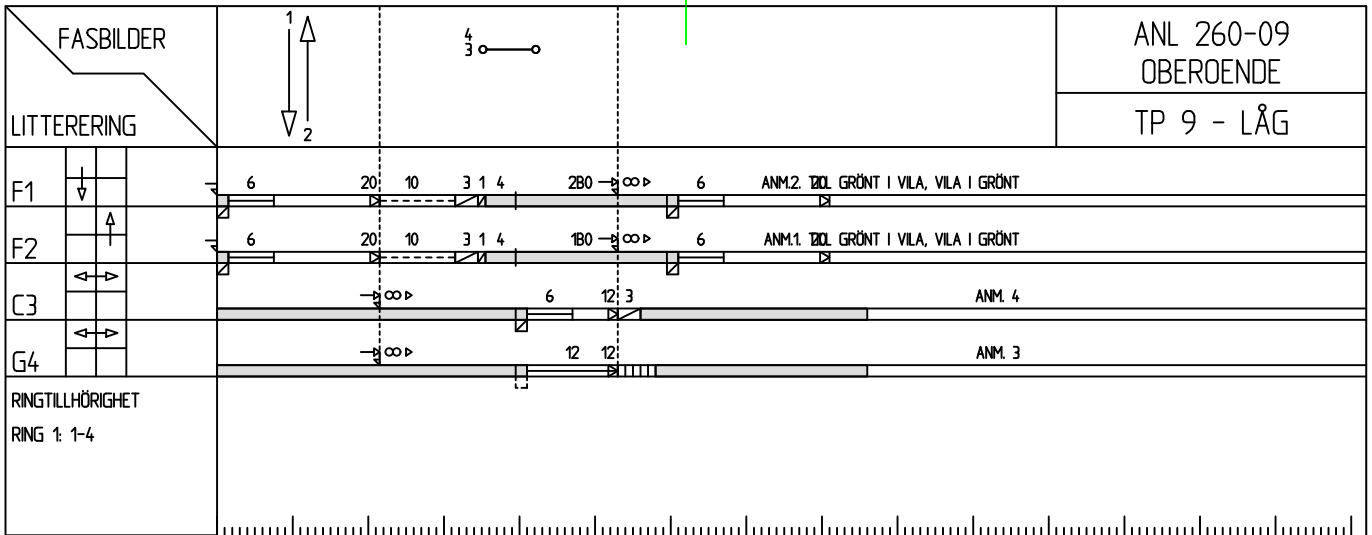 FASBILDER
LITTERERING
1
2
4
3
ANL 260-09
OBEROENDE
TP 9 - LÅG
F1 6 20 10 3 1 4 6 ANM.2. GRÖNT I VILA, VILA I GRÖNT
F2 6 20 10 3 1 4 6 ANM.1. GRÖNT I VILA, VILA I GRÖNT
C3 ∞ 6 12 3 ANM. 4
G4 ∞ 12 12 ANM. 3
RINGTILLHÖRIGHET
RING 1: 1-4